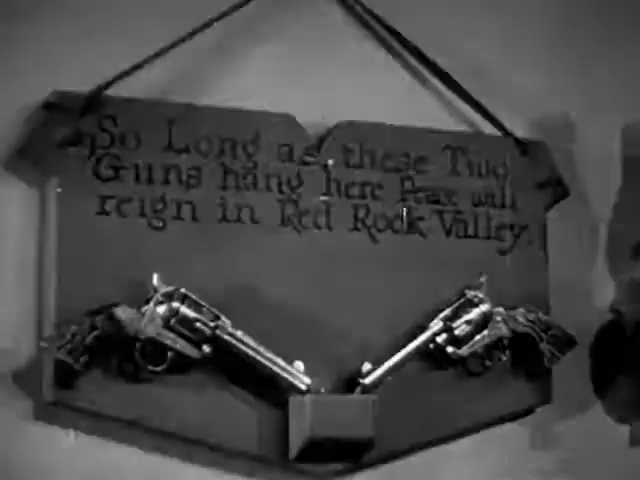 So Long as these Two
Guns hang here Peace will
reign in Red Rock Valley.